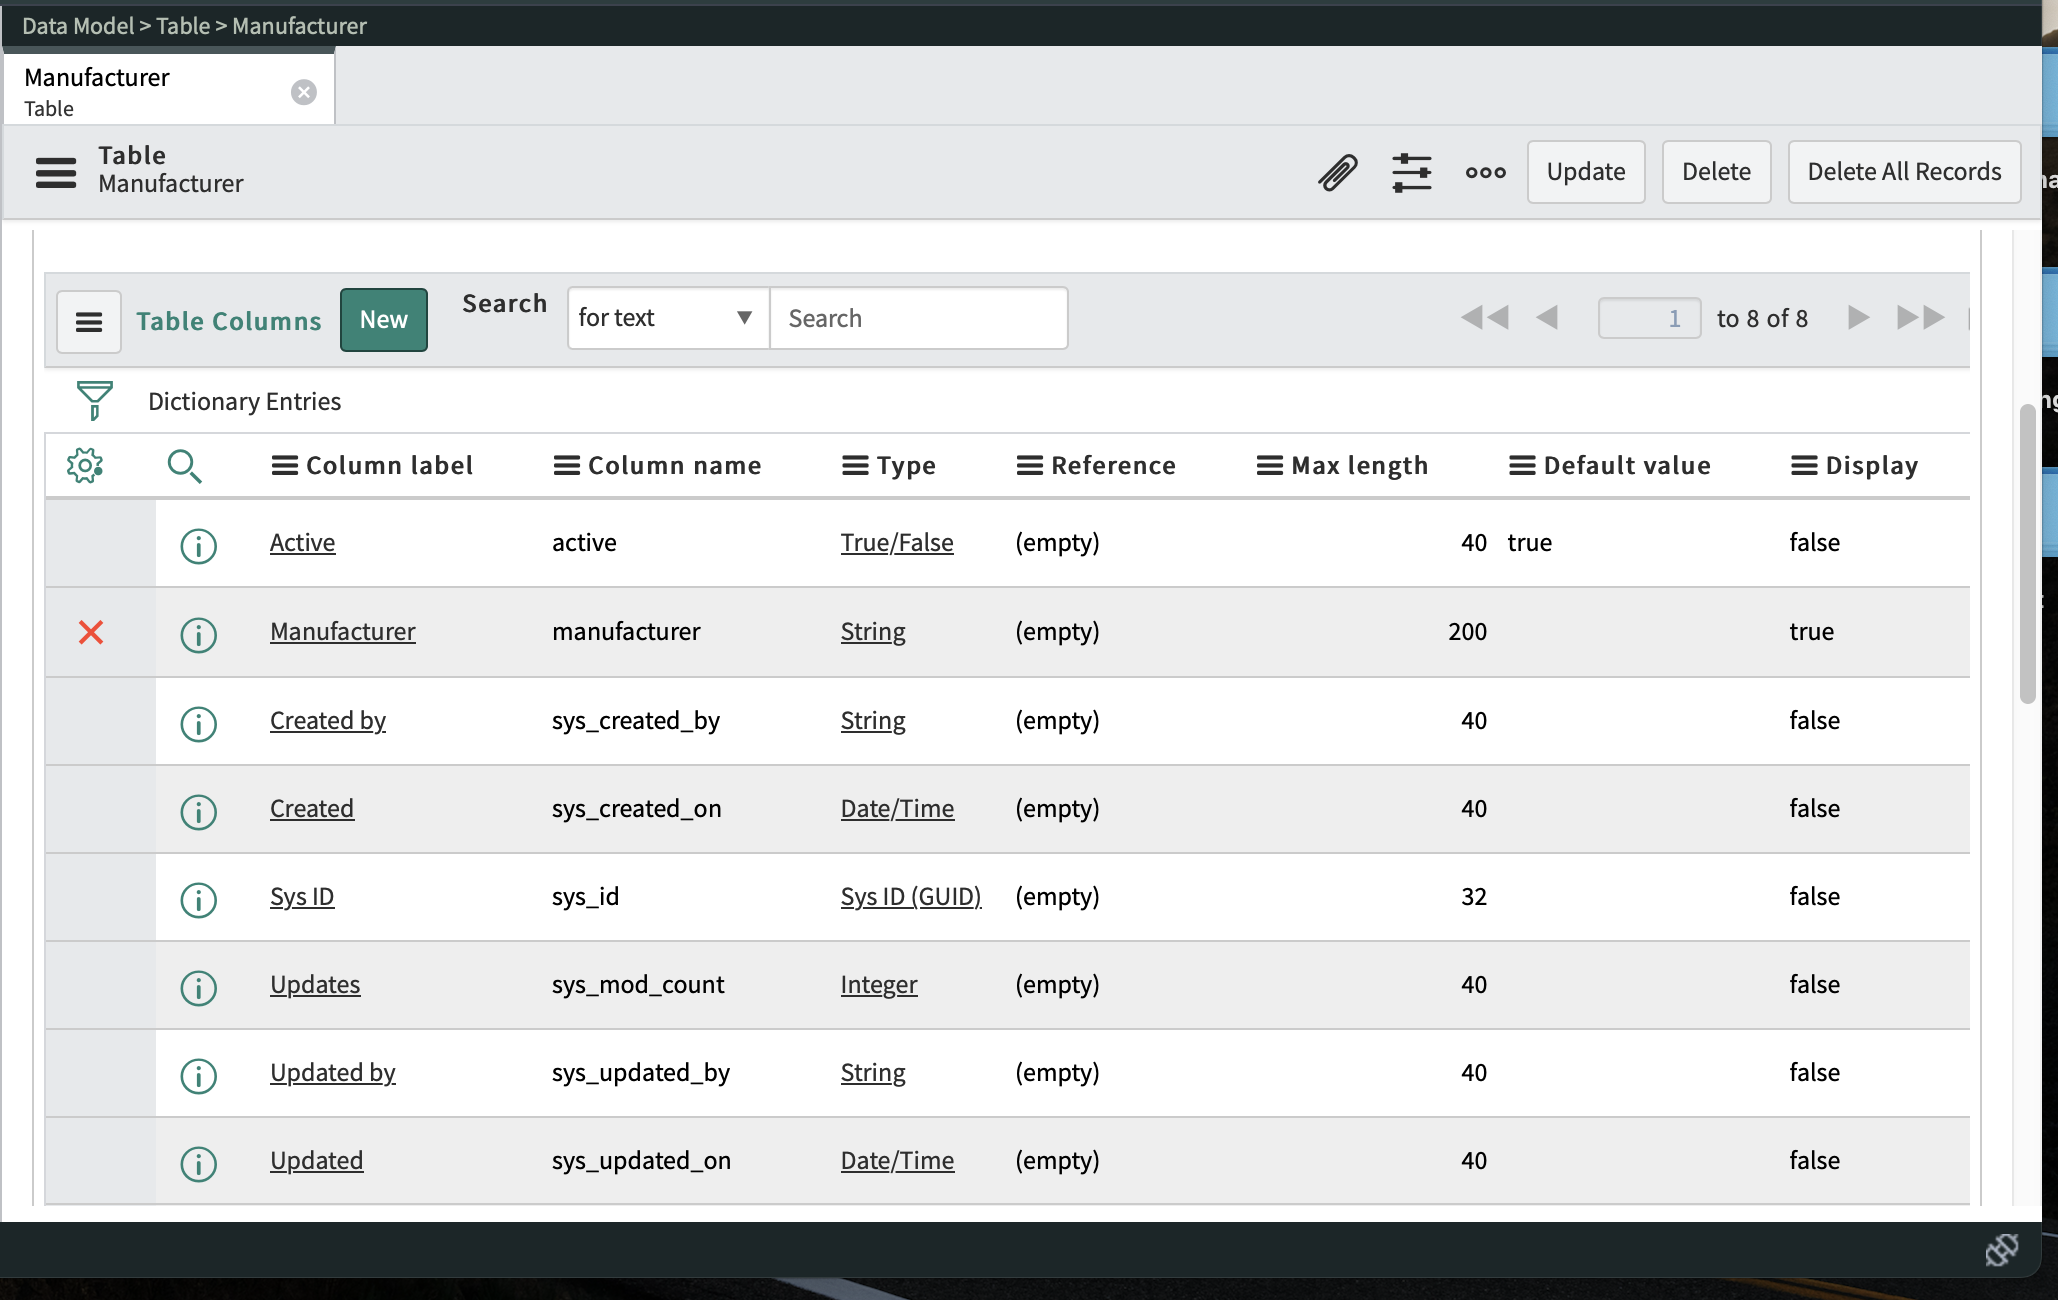 Data Model > Table > Manufacturer
Manufacturer
Table
Table
Manufacturer
Update
Delete
Delete All Records
Table Columns
New
Search
for text
Search
1
to 8 of 8
Dictionary Entries
Column label Column name Type Reference Max length Default value Display
Active active True/False (empty) 40 true false
Manufacturer manufacturer String (empty) 200 true
Created by sys_created_by String (empty) 40 false
Created sys_created_on Date/Time (empty) 40 false
Sys ID sys_id Sys ID (GUID) (empty) 32 false
Updates sys_mod_count Integer (empty) 40 false
Updated by sys_updated_by String (empty) 40 false
Updated sys_updated_on Date/Time (empty) 40 false